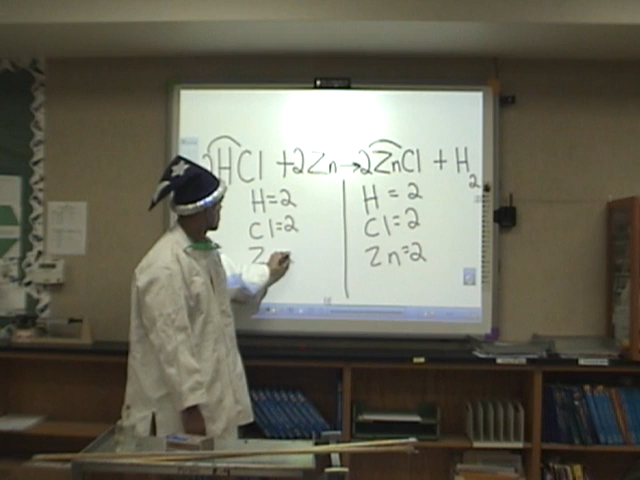 2HCl + 2Zn → 2ZnCl + H2
H=2 H = 2
Cl=2 Cl=2
Z Zn=2